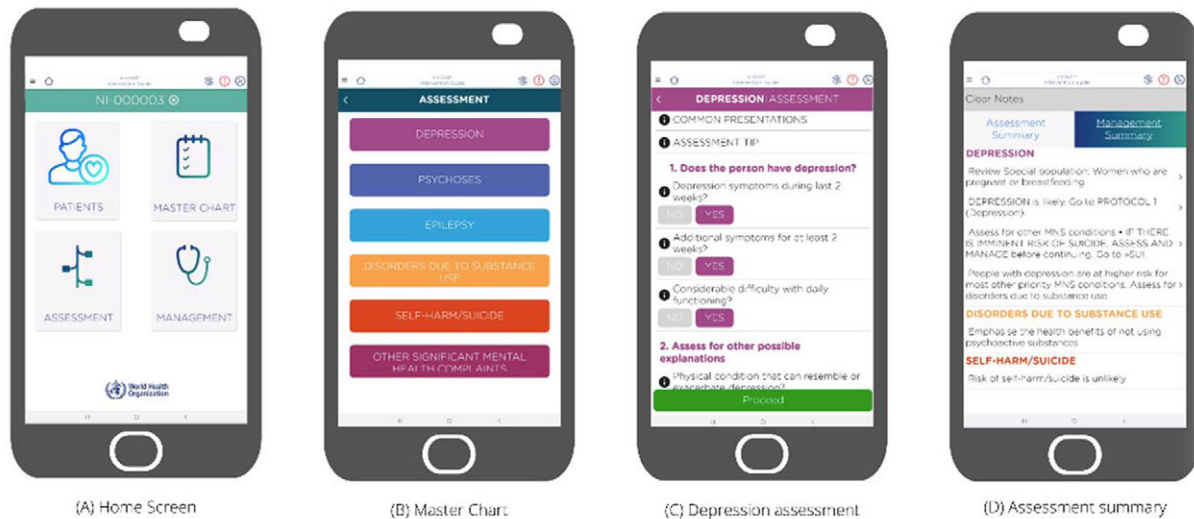 NI-000003
PATIENTS
MASTER CHART
ASSESSMENT
MANAGEMENT
World Health
Organization
(A) Home Screen
ASSESSMENT
DEPRESSION
PSYCHOSES
EPILEPSY
DISORDERS DUE TO SUBSTANCE
USE
SELF-HARM/SUICIDE
OTHER SIGNIFICANT MENTAL
HEALTH COMPLAINTS
(B) Master Chart
DEPRESSION|ASSESSMENT
COMMON PRESENTATIONS
ASSESSMENT TIP
1. Does the person have depression?
Depression symptoms during last 2
weeks?
NO YES
Additional symptoms for at least 2
weeks?
NO YES
Considerable difficulty with daily
functioning?
NO YES
2. Assess for other possible
explanations
Physical condition that can resemble or
exacerbate depression?
Proceed
(C) Depression assessment
Clear Notes
Assessment
Summary
Management
Summary
DEPRESSION
Review Special population: Women who are
pregnant or breastfeeding
DEPRESSION is likely. Go to PROTOCOL 1
(Depression).
Assess for other MNS conditions • IF THERE
IS IMMINENT RISK OF SUICIDE, ASSESS AND
MANAGE before continuing. Go to »SUI.
People with depression are at higher risk for
most other priority MNS conditions. Assess for
disorders due to substance use.
DISORDERS DUE TO SUBSTANCE USE
Emphasise the health benefits of not using
psychoactive substances
SELF-HARM/SUICIDE
Risk of self-harm/suicide is unlikely
(D) Assessment summary